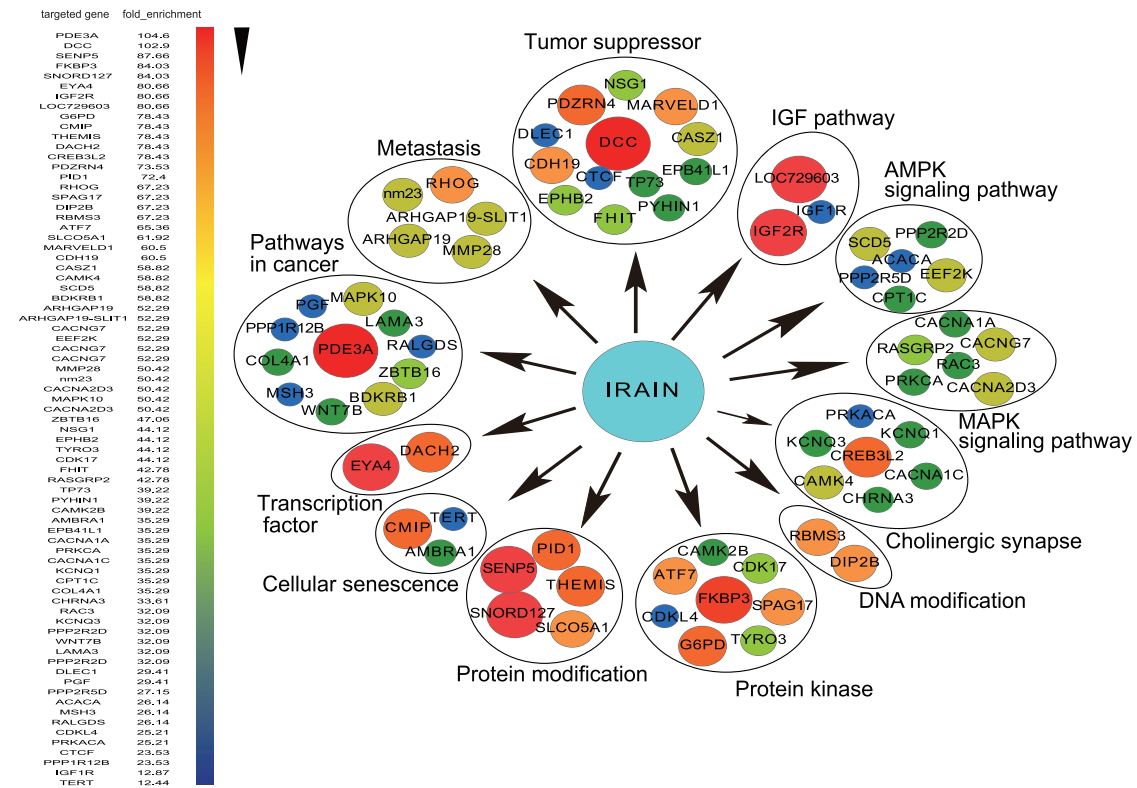 targeted gene fold_enrichment
PDE3A 104.6
DCC 102.9
SENP5 87.66
FKBP3 84.03
SNORD127 84.03
EYA4 80.66
IGF2R 80.66
LOC729603 80.66
G6PD 78.43
CMIP 78.43
THEMIS 78.43
DACH2 78.43
CREB3L2 78.43
PDZRN4 73.53
PID1 72.4
RHOG 67.23
SPAG17 67.23
DIP2B 67.23
RBMS3 67.23
ATF7 65.36
SLCO5A1 61.92
MARVELD1 60.5
CDH19 60.5
CASZ1 58.82
CAMK4 58.82
SCD5 58.82
BDKRB1 58.82
ARHGAP19 52.29
ARHGAP19-SLIT1 52.29
CACNG7 52.29
EEF2K 52.29
CACNG7 52.29
CACNG7 52.29
MMP28 50.42
nm23 50.42
CACNA2D3 50.42
MAPK10 50.42
CACNA2D3 50.42
ZBTB16 47.06
NSG1 44.12
EPHB2 44.12
TYRO3 44.12
CDK17 44.12
FHIT 42.78
RASGRP2 42.78
TP73 39.22
PYHIN1 39.22
CAMK2B 39.22
AMBRA1 35.29
EPB41L1 35.29
CACNA1A 35.29
PRKCA 35.29
CACNA1C 35.29
KCNQ1 35.29
CPT1C 35.29
COL4A1 35.29
CHRNA3 33.61
RAC3 32.09
KCNQ3 32.09
PPP2R2D 32.09
WNT7B 32.09
LAMA3 32.09
PPP2R2D 32.09
DLEC1 29.41
PGF 29.41
PPP2R5D 27.15
ACACA 26.14
MSH3 26.14
RALGDS 26.14
CDKL4 25.21
PRKACA 25.21
CTCF 23.53
PPP1R12B 23.53
IGF1R 12.87
TERT 12.44
Tumor suppressor
NSG1
PDZRN4
MARVELD1
DLEC1
DCC
CASZ1
CDH19
CTCF
TP73
EPB41L1
EPHB2
PYHIN1
FHIT
IGF pathway
LOC729603
IGF1R
IGF2R
AMPK
signaling pathway
SCD5
PPP2R2D
ACACA
PPP2R5D
EEF2K
CPT1C
CACNA1A
RASGRP2
CACNG7
RAC3
PRKCA
CACNA2D3
MAPK
signaling pathway
PRKACA
KCNQ3
KCNQ1
CREB3L2
CAMK4
CACNA1C
CHRNA3
Cholinergic synapse
RBMS3
DIP2B
DNA modification
CAMK2B
ATF7
CDK17
FKBP3
SPAG17
CDKL4
G6PD
TYRO3
Protein kinase
PID1
SENP5
THEMIS
SNORD127
SLCO5A1
Protein modification
CMIP
TERT
AMBRA1
Cellular senescence
DACH2
EYA4
Transcription
factor
Pathways
in cancer
PGF
MAPK10
PPP1R12B
LAMA3
PDE3A
RALGDS
COL4A1
ZBTB16
MSH3
BDKRB1
WNT7B
Metastasis
nm23
RHOG
ARHGAP19-SLIT1
ARHGAP19
MMP28
IRAIN